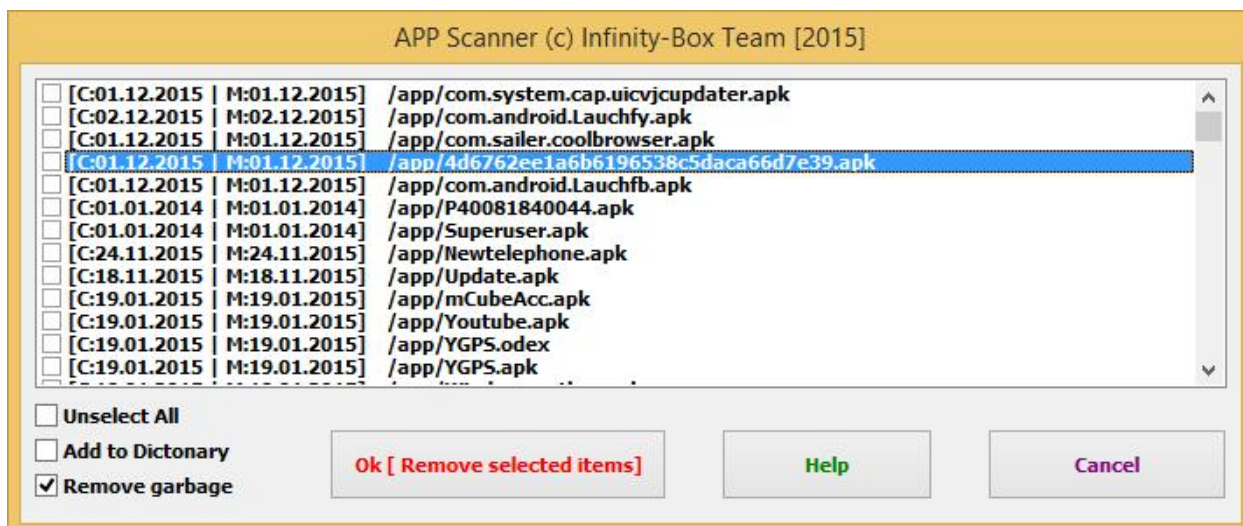 APP Scanner (c) Infinity-Box Team [2015]
[C:01.12.2015 | M:01.12.2015] /app/com.system.cap.uicvjcupdater.apk
[C:02.12.2015 | M:02.12.2015] /app/com.android.Lauchfy.apk
[C:01.12.2015 | M:01.12.2015] /app/com.sailer.coolbrowser.apk
[C:01.12.2015 | M:01.12.2015] /app/4d6762ee1a6b6196538c5daca66d7e39.apk
[C:01.12.2015 | M:01.12.2015] /app/com.android.Lauchfb.apk
[C:01.01.2014 | M:01.01.2014] /app/P40081840044.apk
[C:01.01.2014 | M:01.01.2014] /app/Superuser.apk
[C:24.11.2015 | M:24.11.2015] /app/Newtelephone.apk
[C:18.11.2015 | M:18.11.2015] /app/Update.apk
[C:19.01.2015 | M:19.01.2015] /app/mCubeAcc.apk
[C:19.01.2015 | M:19.01.2015] /app/Youtube.apk
[C:19.01.2015 | M:19.01.2015] /app/YGPS.odex
[C:19.01.2015 | M:19.01.2015] /app/YGPS.apk
Unselect All
Add to Dictonary
Remove garbage
Ok [ Remove selected items]
Help
Cancel